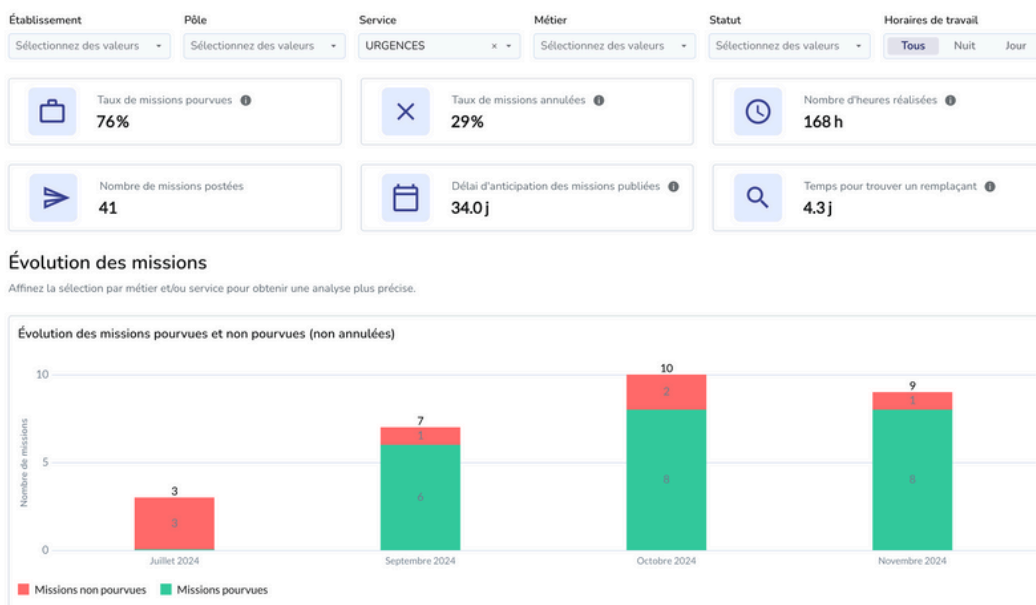 Établissement
Pôle
Service
Métier
Statut
Horaires de travail
Sélectionnez des valeurs
Sélectionnez des valeurs
URGENCES
Sélectionnez des valeurs
Sélectionnez des valeurs
Tous
Nuit
Jour
Taux de missions pourvues
76%
Taux de missions annulées
29%
Nombre d'heures réalisées
168 h
Nombre de missions postées
41
Délai d'anticipation des missions publiées
34.0 j
Temps pour trouver un remplaçant
4.3 j
Évolution des missions
Affinez la sélection par métier et/ou service pour obtenir une analyse plus précise.
Évolution des missions pourvues et non pourvues (non annulées)
Nombre de missions
10
5
0
3
3
7
1
6
10
2
8
9
1
8
Juillet 2024
Septembre 2024
Octobre 2024
Novembre 2024
Missions non pourvues
Missions pourvues